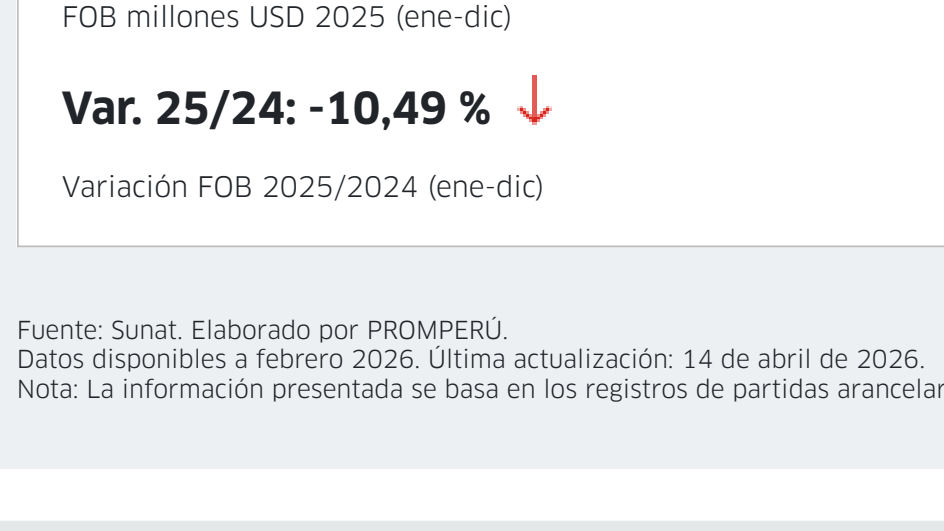 FOB millones USD 2025 (ene-dic)
Var. 25/24: -10,49 %
Variación FOB 2025/2024 (ene-dic)
Fuente: Sunat. Elaborado por PROMPERÚ.
Datos disponibles a febrero 2026. Última actualización: 14 de abril de 2026.
Nota: La información presentada se basa en los registros de partidas arancelar